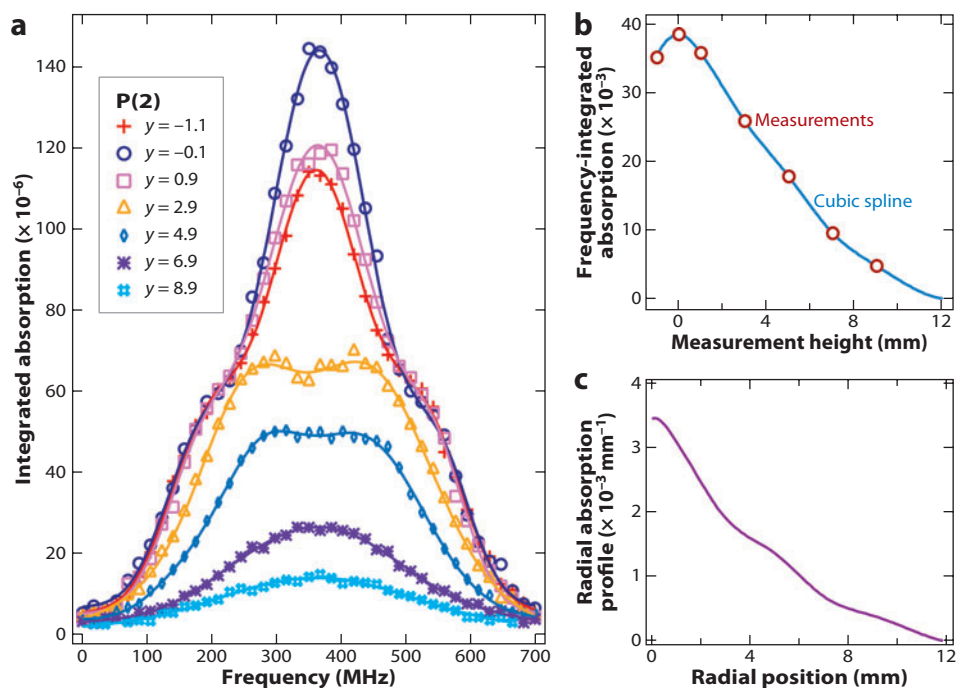 a
Integrated absorption (× 10⁻⁶)
140
120
100
80
60
40
20
0
P(2)
y = –1.1
y = –0.1
y = 0.9
y = 2.9
y = 4.9
y = 6.9
y = 8.9
0 100 200 300 400 500 600 700
Frequency (MHz)
b
Frequency-integrated
absorption (× 10⁻³)
40
30
20
10
0
Measurements
Cubic spline
0 4 8 12
Measurement height (mm)
c
Radial absorption
profile (× 10⁻³ mm⁻¹)
4
3
2
1
0
0 2 4 6 8 10 12
Radial position (mm)